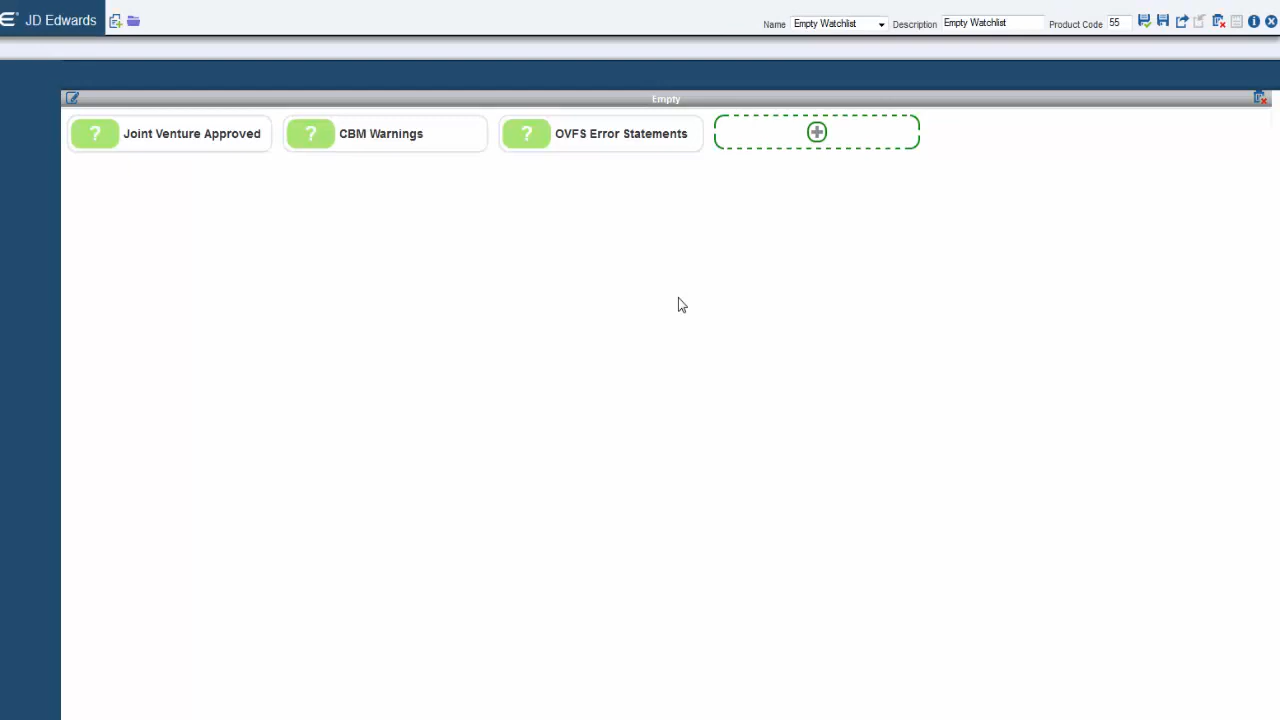 JD Edwards
Name Empty Watchlist Description Empty Watchlist Product Code 55
Empty
? Joint Venture Approved ? CBM Warnings ? OVFS Error Statements